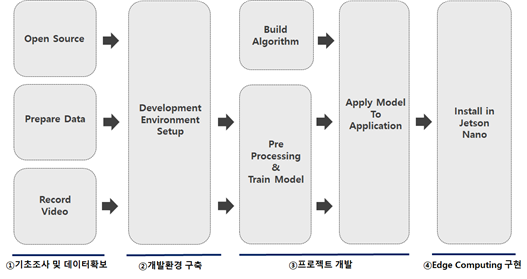 Open Source
Prepare Data
Record
Video
Development
Environment
Setup
Build
Algorithm
Pre
Processing
&
Train Model
Apply Model
To
Application
Install in
Jetson
Nano
①기초조사 및 데이터확보
②개발환경 구축
③프로젝트 개발
④Edge Computing 구현